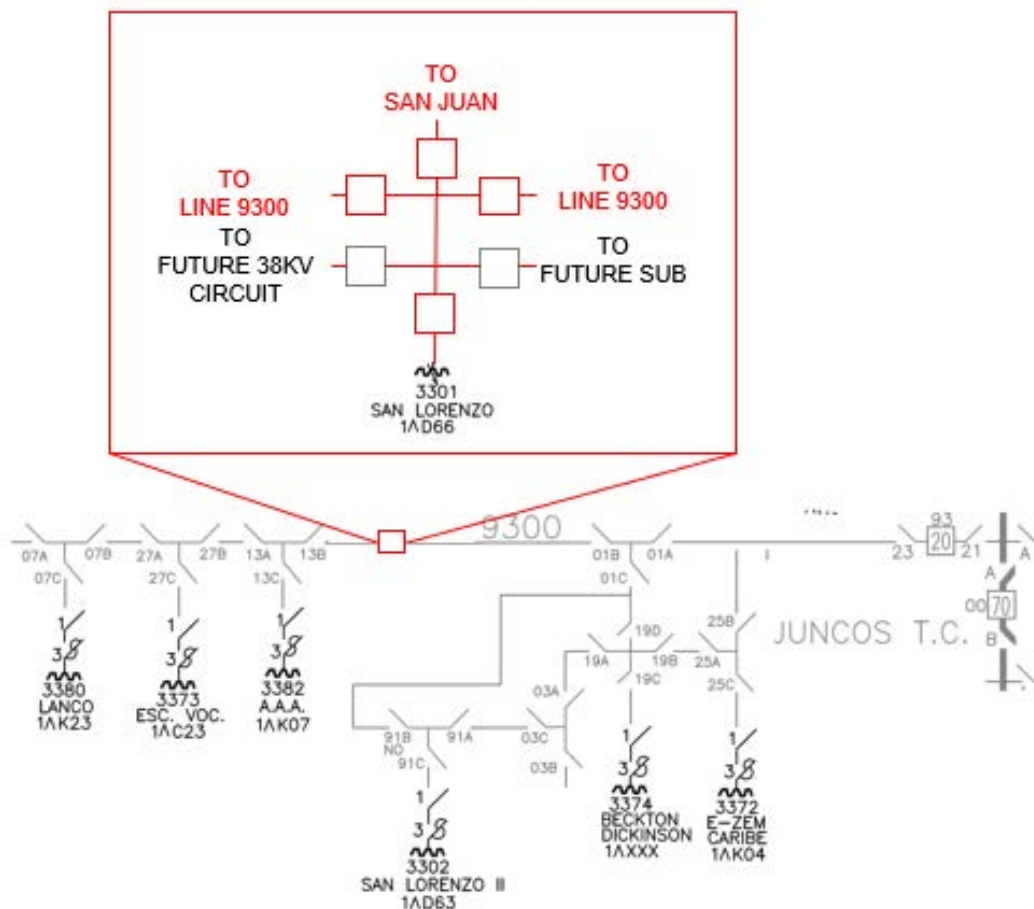 TO
SAN JUAN
TO
LINE 9300
TO
LINE 9300
TO
FUTURE 38KV
CIRCUIT
TO
FUTURE SUB
3301
SAN LORENZO
1ΛD66
9300
07A
07B
07C
27A
27B
27C
13A
13B
13C
01B
01A
01C
23
93
20
21
A
A
00
70
B
JUNCOS T.C.
19D
19A
19B
19C
25B
25A
25C
03A
03C
03B
91B
NO
91A
91C
1
3
3380
LANCO
1ΛK23
1
3
3373
ESC. VOC.
1ΛC23
1
3
3382
A.A.A.
1ΛK07
1
3
3302
SAN LORENZO II
1ΛD63
1
3
3374
BECKTON
DICKINSON
1ΛXXX
1
3
3372
E-ZEM
CARIBE
1ΛK04